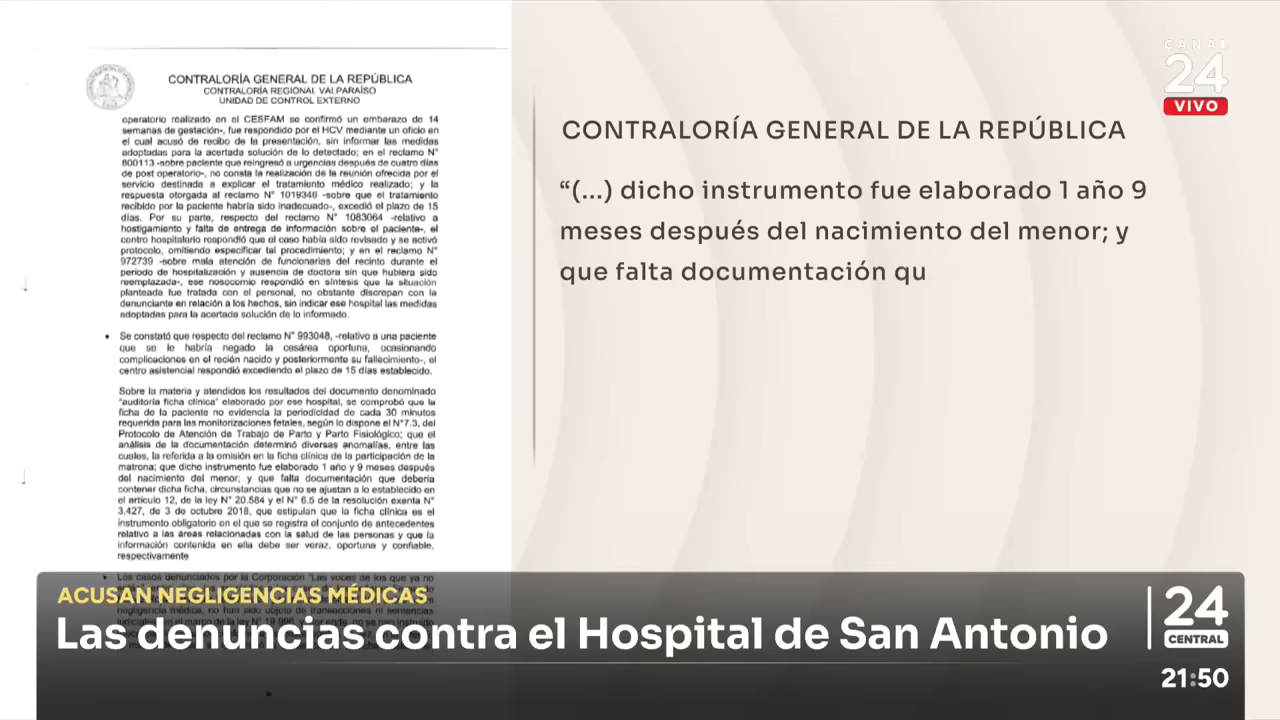 CONTRALORÍA GENERAL DE LA REPÚBLICA
CONTRALORÍA REGIONAL VALPARAÍSO
UNIDAD DE CONTROL EXTERNO
operatorio realizado en el CESFAM se confirmó un embarazo de 14
semanas de gestación-, fue respondido por el HCV mediante un oficio en
el cual acusó de recibo de la presentación, sin informar las medidas
adoptadas para la acertada solución de lo detectado; en el reclamo N°
800113 -sobre paciente que reingresó a urgencias después de cuatro días
de post operatorio-, no consta la realización de la reunión ofrecida por el
servicio destinada a explicar el tratamiento médico realizado; y la
respuesta otorgada al reclamo N° 1019346 -sobre que el tratamiento
recibido por la paciente habría sido inadecuado-, excedió el plazo de 15
días. Por su parte, respecto del reclamo N° 1083064 -relativo a
hostigamiento y falta de entrega de información sobre el paciente-, el
centro hospitalario respondió que el caso había sido revisado y se activó
protocolo, omitiendo especificar tal procedimiento; y en el reclamo N°
972739 -sobre mala atención de funcionarias del recinto durante el
periodo de hospitalización y ausencia de doctora sin que hubiera sido
reemplazada-, ese nosocomio respondió en síntesis que la situación
planteada fue tratada con el personal, no obstante discrepan con la
denunciante en relación a los hechos, sin indicar ese hospital las medidas
adoptadas para la acertada solución de lo informado.
• Se constató que respecto del reclamo N° 993048, -relativo a una paciente
que se le habría negado la cesárea oportuna, ocasionando
complicaciones en el recién nacido y posteriormente su fallecimiento-, el
centro asistencial respondió excediendo el plazo de 15 días establecido.
Sobre la materia y atendidos los resultados del documento denominado
"auditoría ficha clínica" elaborado por ese hospital, se comprobó que la
ficha de la paciente no evidencia la periodicidad de cada 30 minutos
requerida para las monitorizaciones fetales, según lo dispone el N°7.3, del
Protocolo de Atención de Trabajo de Parto y Parto Fisiológico; que el
análisis de la documentación determinó diversas anomalías, entre las
cuales, la referida a la omisión en la ficha clínica de la participación de la
matrona; que dicho instrumento fue elaborado 1 año y 9 meses después
del nacimiento del menor; y que falta documentación que debería
contener dicha ficha, circunstancias que no se ajustan a lo establecido en
el artículo 12, de la ley N° 20.584 y el N° 6.5 de la resolución exenta N°
3.427, de 3 de octubre 2018, que estipulan que la ficha clínica es el
instrumento obligatorio en el que se registra el conjunto de antecedentes
relativo a las áreas relacionadas con la salud de las personas y que la
información contenida en ella debe ser veraz, oportuna y confiable,
respectivamente
• Los casos denunciados por la Corporación "Las voces de los que ya no
negligencia médica, no han sido objeto de transacciones ni sentencias
CONTRALORÍA GENERAL DE LA REPÚBLICA
“(...) dicho instrumento fue elaborado 1 año 9
meses después del nacimiento del menor; y
que falta documentación qu
CANAL
24
VIVO
ACUSAN NEGLIGENCIAS MÉDICAS
Las denuncias contra el Hospital de San Antonio
24
CENTRAL
21:50